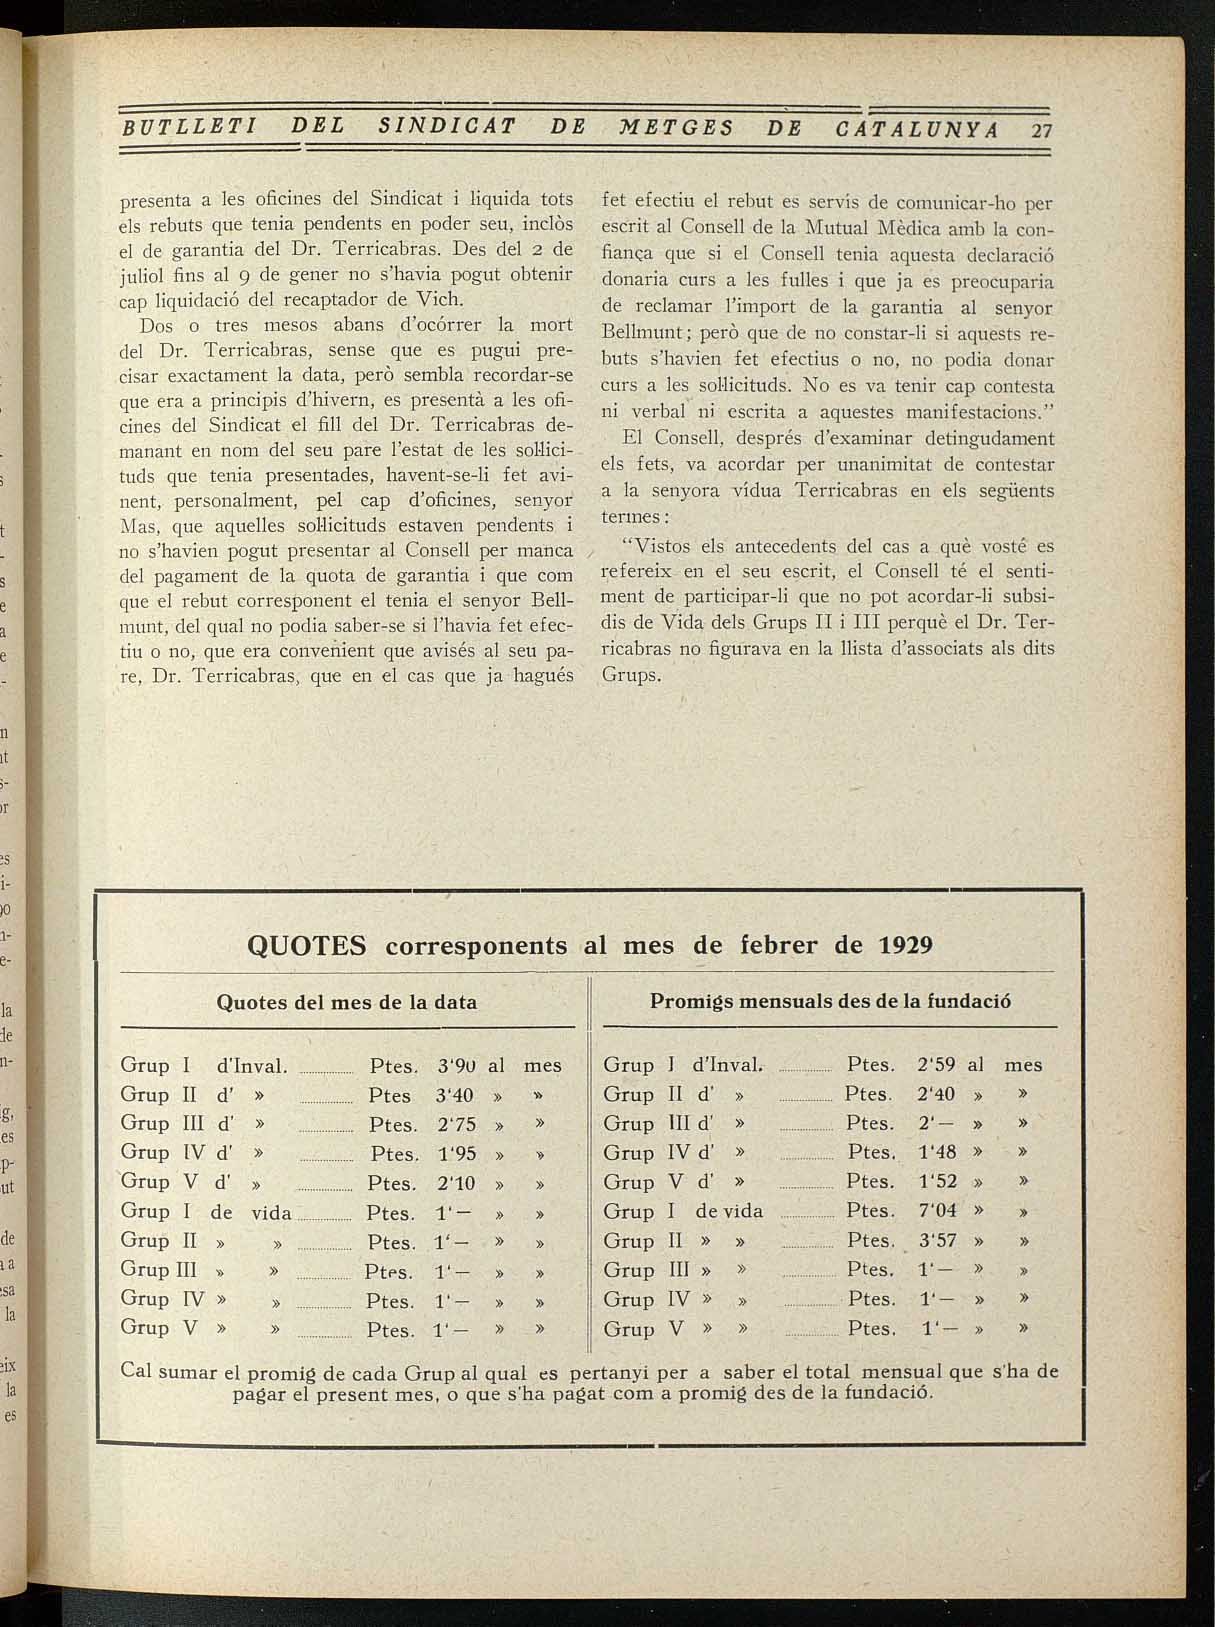 BUTLLETI DEL SINDICAT DE METGES DE CATALUNYA 27
presenta a les oficines del Sindicat i liquida tots
els rebuts que tenia pendents en poder seu, inclòs
el de garantia del Dr. Terricabras. Des del 2 de
juliol fins al 9 de gener no s'havia pogut obtenir
cap liquidació del recaptador de Vich.
Dos o tres mesos abans d'ocórrer la mort
del Dr. Terricabras, sense que es pugui pre-
cisar exactament la data, però sembla recordar-se
que era a principis d'hivern, es presentà a les ofi-
cines del Sindicat el fill del Dr. Terricabras de-
manant en nom del seu pare l'estat de les sol·lici-
tuds que tenia presentades, havent-se-li fet avi-
nent, personalment, pel cap d'oficines, senyor
Mas, que aquelles sol·licituds estaven pendents i
no s'havien pogut presentar al Consell per manca
del pagament de la quota de garantia i que com
que el rebut corresponent el tenia el senyor Bell-
munt, del qual no podia saber-se si l'havia fet efec-
tiu o no, que era convenient que avisés al seu pa-
re, Dr. Terricabras, que en el cas que ja hagués
fet efectiu el rebut es servís de comunicar-ho per
escrit al Consell de la Mutual Mèdica amb la con-
fiança que si el Consell tenia aquesta declaració
donaria curs a les fulles i que ja es preocuparia
de reclamar l'import de la garantia al senyor
Bellmunt; però que de no constar-li si aquests re-
buts s'havien fet efectius o no, no podia donar
curs a les sol·licituds. No es va tenir cap contesta
ni verbal ni escrita a aquestes manifestacions."
El Consell, després d'examinar detingudament
els fets, va acordar per unanimitat de contestar
a la senyora vídua Terricabras en els següents
termes:
"Vistos els antecedents del cas a què vosté es
refereix en el seu escrit, el Consell té el senti-
ment de participar-li que no pot acordar-li subsi-
dis de Vida dels Grups II i III perquè el Dr. Ter-
ricabras no figurava en la llista d'associats als dits
Grups.
QUOTES corresponents al mes de febrer de 1929
Quotes del mes de la data
Grup I d'Inval. ........ Ptes. 3'90 al mes
Grup II d' » ........ Ptes 3'40 » »
Grup III d' » ........ Ptes. 2'75 » »
Grup IV d' » ........ Ptes. 1'95 » »
Grup V d' » ........ Ptes. 2'10 » »
Grup I de vida ........ Ptes. 1'— » »
Grup II » » ........ Ptes. 1'— » »
Grup III » » ........ Ptes. 1'— » »
Grup IV » » ........ Ptes. 1'— » »
Grup V » » ........ Ptes. 1'— » »
Promigs mensuals des de la fundació
Grup I d'Inval. ........ Ptes. 2'59 al mes
Grup II d' » ........ Ptes. 2'40 » »
Grup III d' » ........ Ptes. 2'— » »
Grup IV d' » ........ Ptes. 1'48 » »
Grup V d' » ........ Ptes. 1'52 » »
Grup I de vida ........ Ptes. 7'04 » »
Grup II » » ........ Ptes. 3'57 » »
Grup III » » ........ Ptes. 1'— » »
Grup IV » » ........ Ptes. 1'— » »
Grup V » » ........ Ptes. 1'— » »
Cal sumar el promig de cada Grup al qual es pertanyi per a saber el total mensual que s'ha de
pagar el present mes, o que s'ha pagat com a promig des de la fundació.